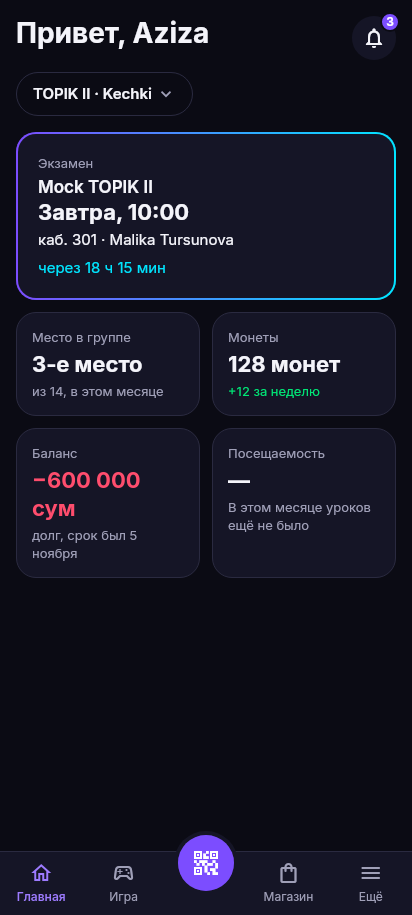 Привет, Aziza
3
TOPIK II · Kechki
Экзамен
Mock TOPIK II
Завтра, 10:00
каб. 301 · Malika Tursunova
через 18 ч 15 мин
Место в группе
3-е место
из 14, в этом месяце
Монеты
128 монет
+12 за неделю
Баланс
−600 000
сум
долг, срок был 5
ноября
Посещаемость
—
В этом месяце уроков
ещё не было
Главная
Игра
Магазин
Ещё